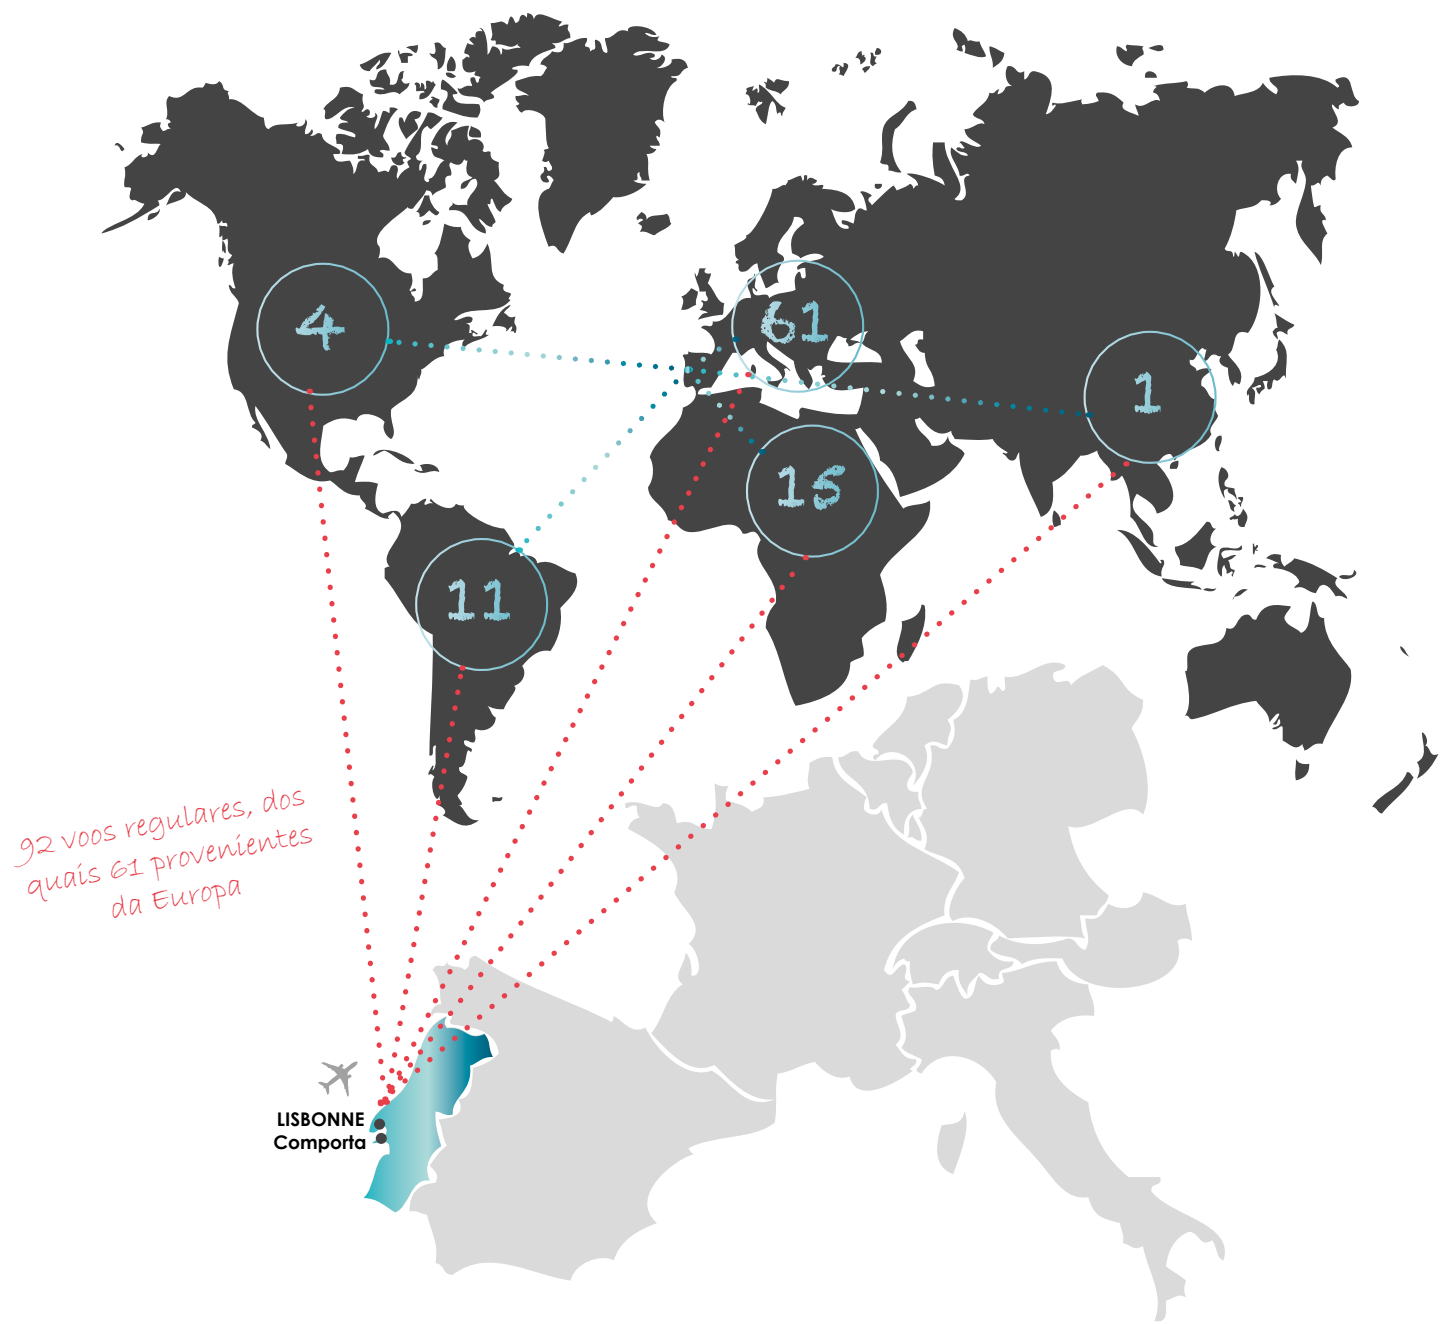 4
61
1
15
11
92 voos regulares, dos
quais 61 provenientes
da Europa
LISBONNE
Comporta